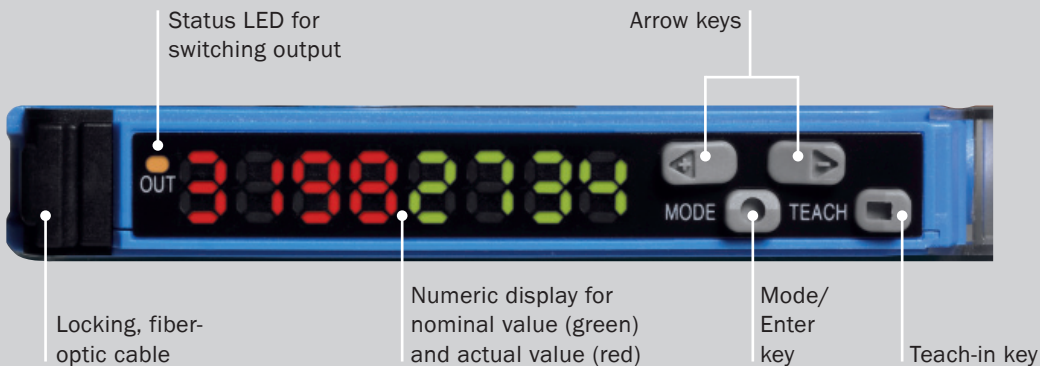 Status LED for
switching output
Arrow keys
OUT
3198 2734
+
–
MODE
TEACH
Locking, fiber-
optic cable
Numeric display for
nominal value (green)
and actual value (red)
Mode/
Enter
key
Teach-in key